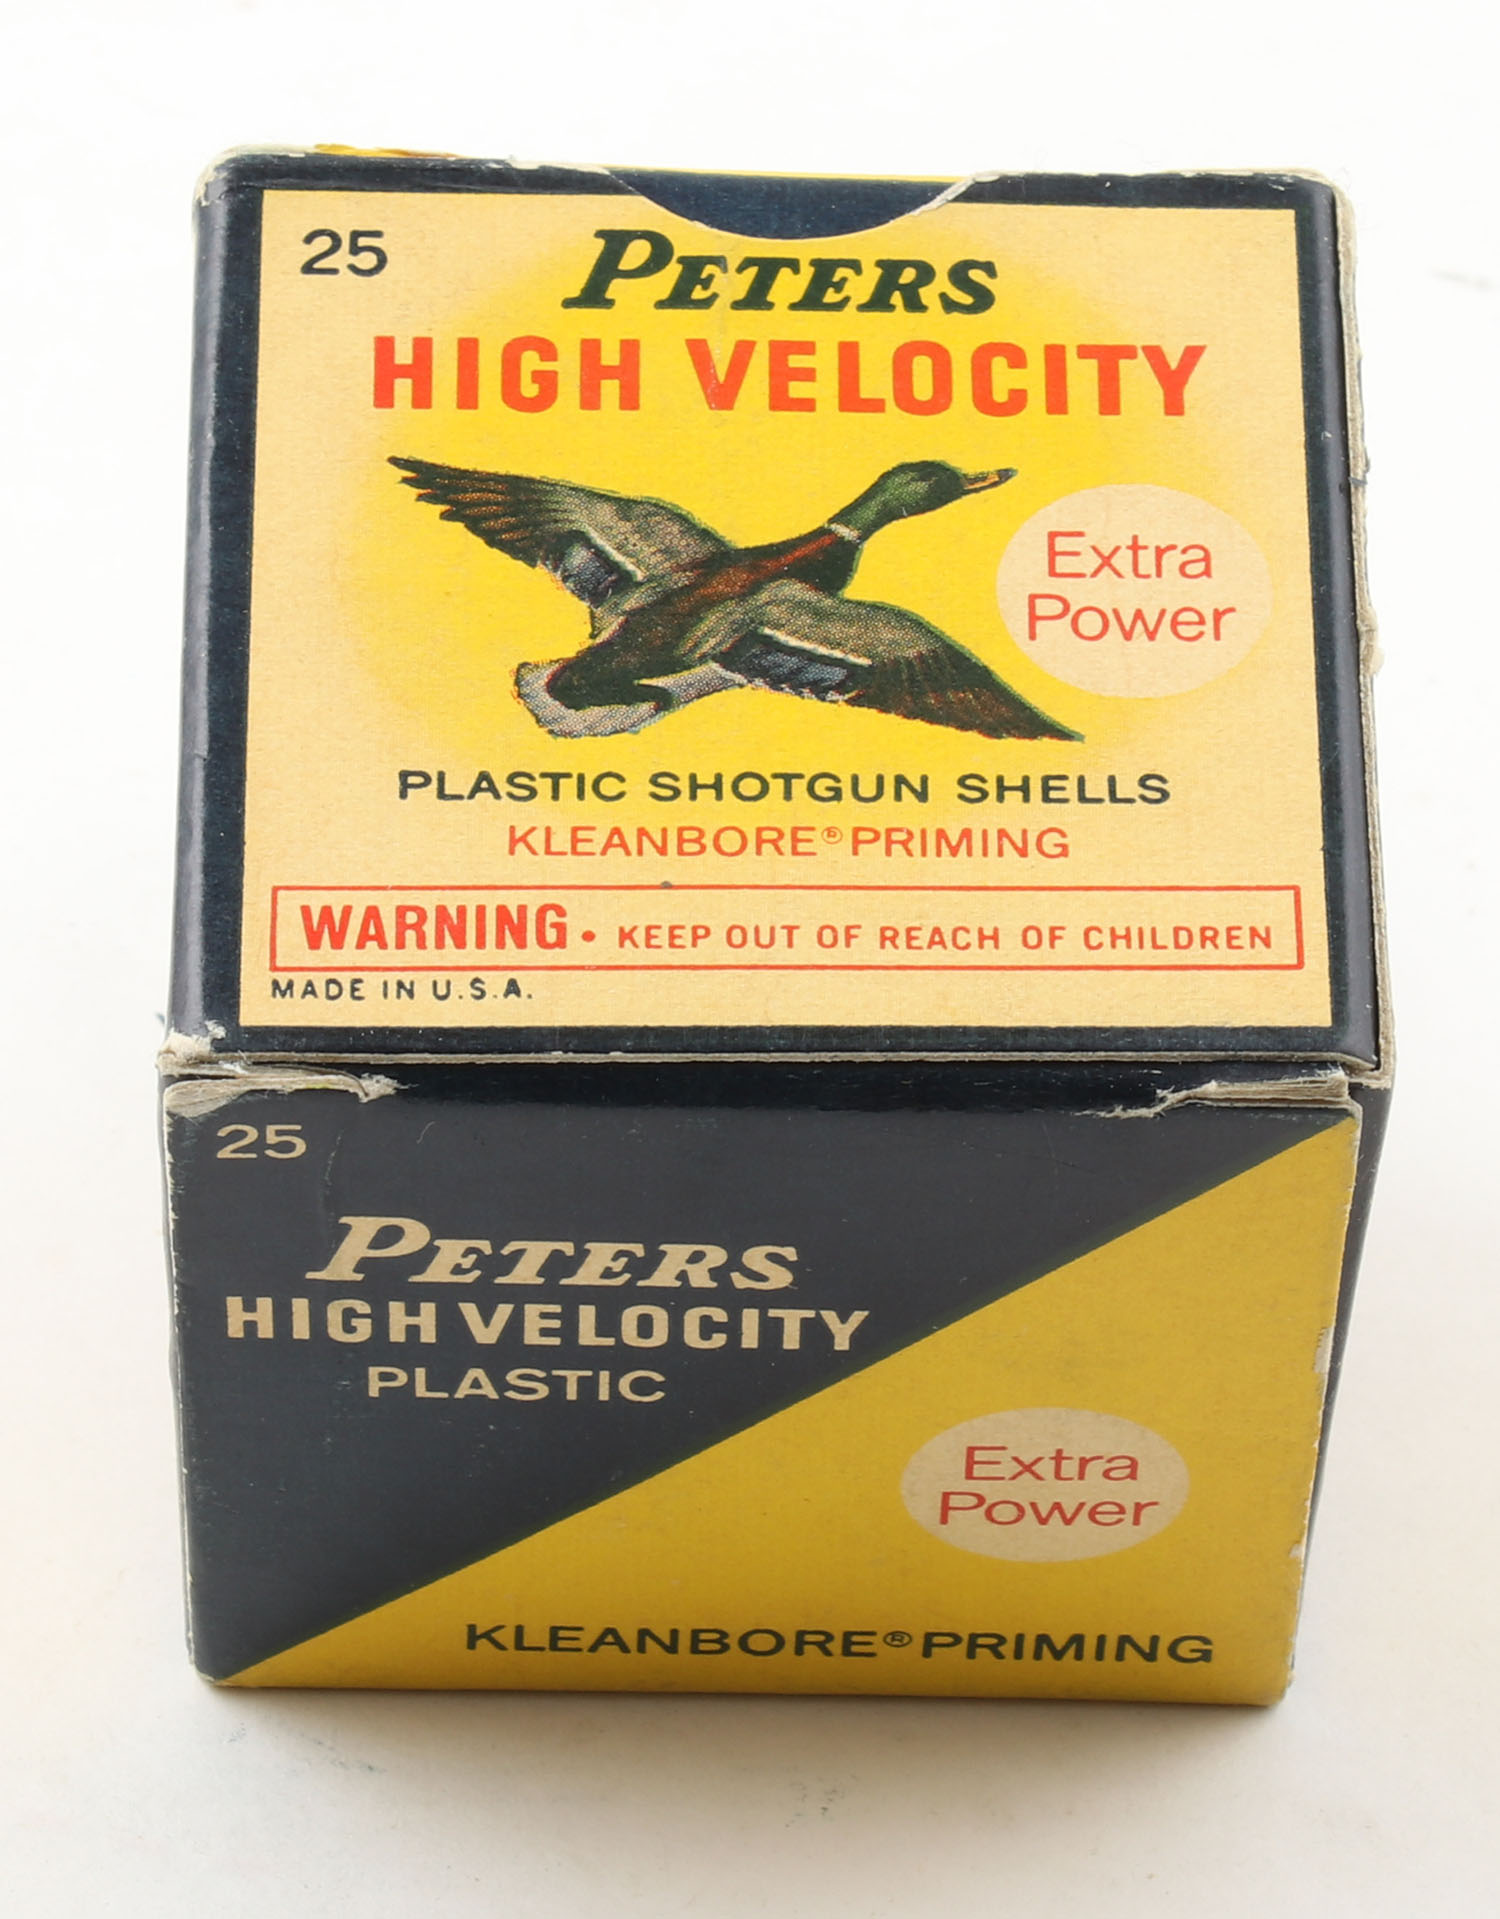 25
PETERS
HIGH VELOCITY
Extra
Power
PLASTIC SHOTGUN SHELLS
KLEANBORE® PRIMING
WARNING • KEEP OUT OF REACH OF CHILDREN
MADE IN U.S.A.
25
PETERS
HIGH VELOCITY
PLASTIC
Extra
Power
KLEANBORE® PRIMING